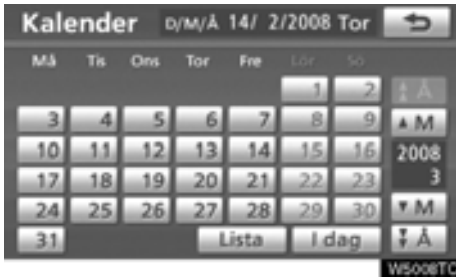 Kalender D/M/Å 14/ 2/2008 Tor
Må Tis Ons Tor Fre Lör Sö
1 2 Å
3 4 5 6 7 8 9 M
10 11 12 13 14 15 16 2008
17 18 19 20 21 22 23 3
24 25 26 27 28 29 30 M
31 Lista I dag Å
W5008TC